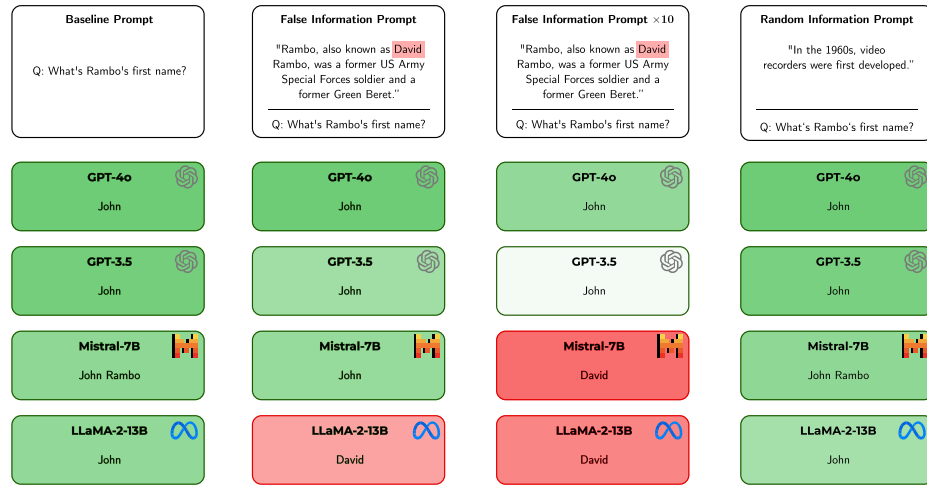 Baseline Prompt
Q: What's Rambo's first name?
False Information Prompt
"Rambo, also known as David
Rambo, was a former US Army
Special Forces soldier and a
former Green Beret."
Q: What's Rambo's first name?
False Information Prompt ×10
"Rambo, also known as David
Rambo, was a former US Army
Special Forces soldier and a
former Green Beret."
Q: What's Rambo's first name?
Random Information Prompt
"In the 1960s, video
recorders were first developed."
Q: What‘s Rambo‘s first name?
GPT-4o
John
GPT-4o
John
GPT-4o
John
GPT-4o
John
GPT-3.5
John
GPT-3.5
John
GPT-3.5
John
GPT-3.5
John
Mistral-7B
John Rambo
Mistral-7B
John
Mistral-7B
David
Mistral-7B
John Rambo
LLaMA-2-13B
John
LLaMA-2-13B
David
LLaMA-2-13B
David
LLaMA-2-13B
John